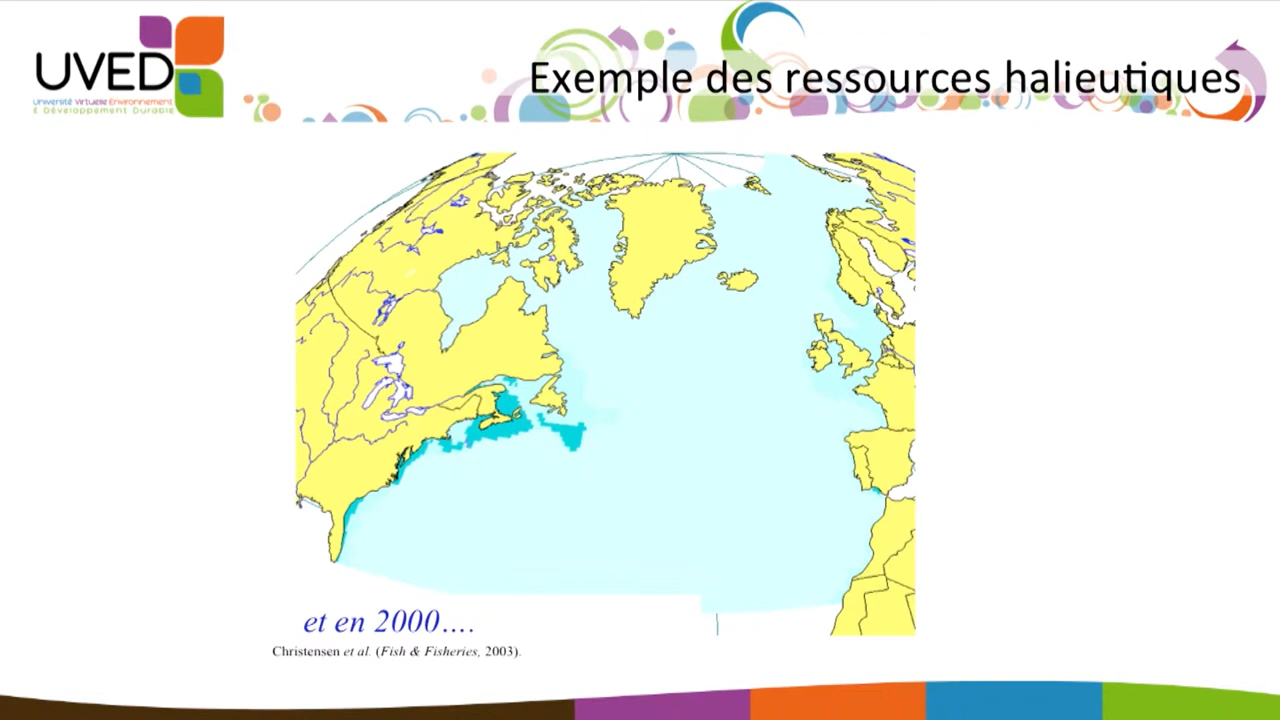 UVED
Université Virtuelle Environnement
& Développement Durable
Exemple des ressources halieutiques
et en 2000....
Christensen et al. (Fish & Fisheries, 2003).